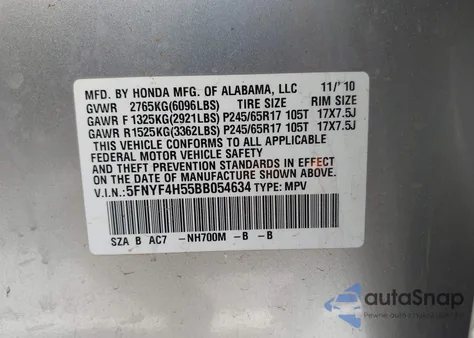 MFD. BY HONDA MFG. OF ALABAMA, LLC 11/'10
GVWR 2765KG(6096LBS) TIRE SIZE RIM SIZE
GAWR F 1325KG(2921LBS) P245/65R17 105T 17X7.5J
GAWR R 1525KG(3362LBS) P245/65R17 105T 17X7.5J
THIS VEHICLE CONFORMS TO ALL APPLICABLE
FEDERAL MOTOR VEHICLE SAFETY
AND THEFT PREVENTION STANDARDS IN EFFECT
ON THE DATE OF MANUFACTURE SHOWN ABOVE.
V.I.N.: 5FNYF4H55BB054634 TYPE: MPV
SZA B AC7 -NH700M -B -B
autoSnap
Pewne auta z